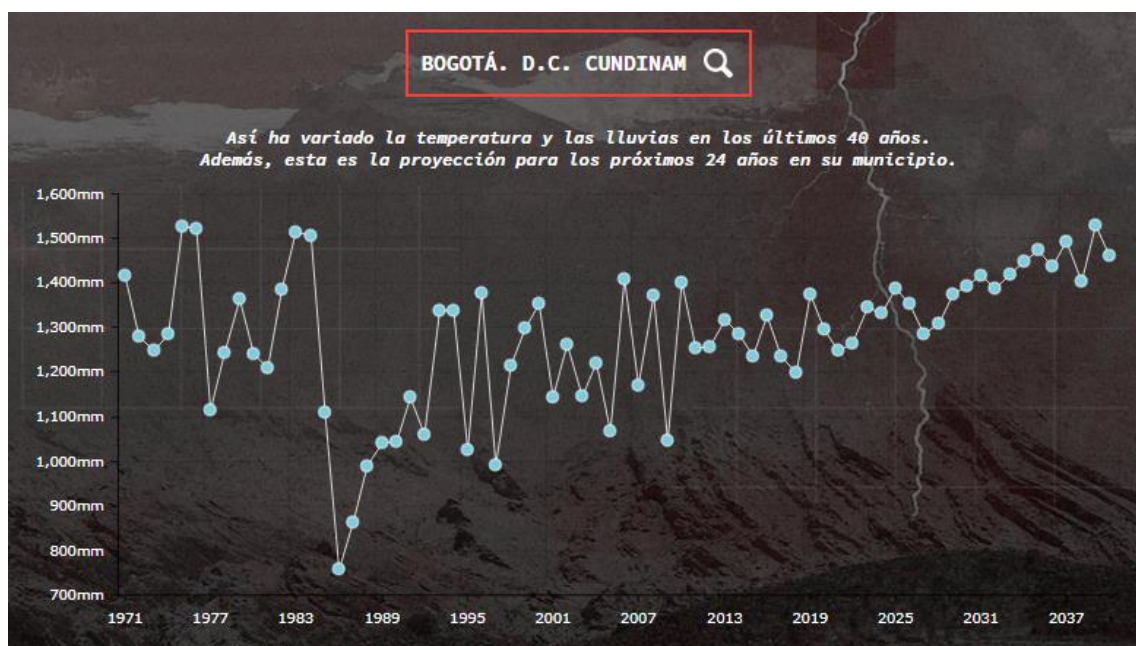 BOGOTÁ. D.C. CUNDINAM
Así ha variado la temperatura y las lluvias en los últimos 40 años.
Además, esta es la proyección para los próximos 24 años en su municipio.
1,600mm
1,500mm
1,400mm
1,300mm
1,200mm
1,100mm
1,000mm
900mm
800mm
700mm
1971 1977 1983 1989 1995 2001 2007 2013 2019 2025 2031 2037